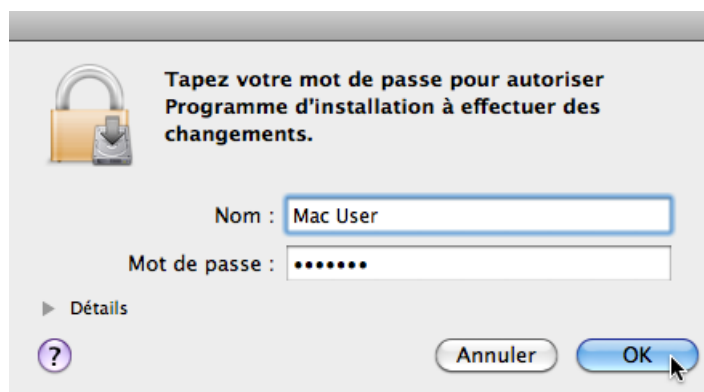 Tapez votre mot de passe pour autoriser
Programme d'installation à effectuer des
changements.
Nom : Mac User
Mot de passe : •••••••
Détails
? Annuler OK